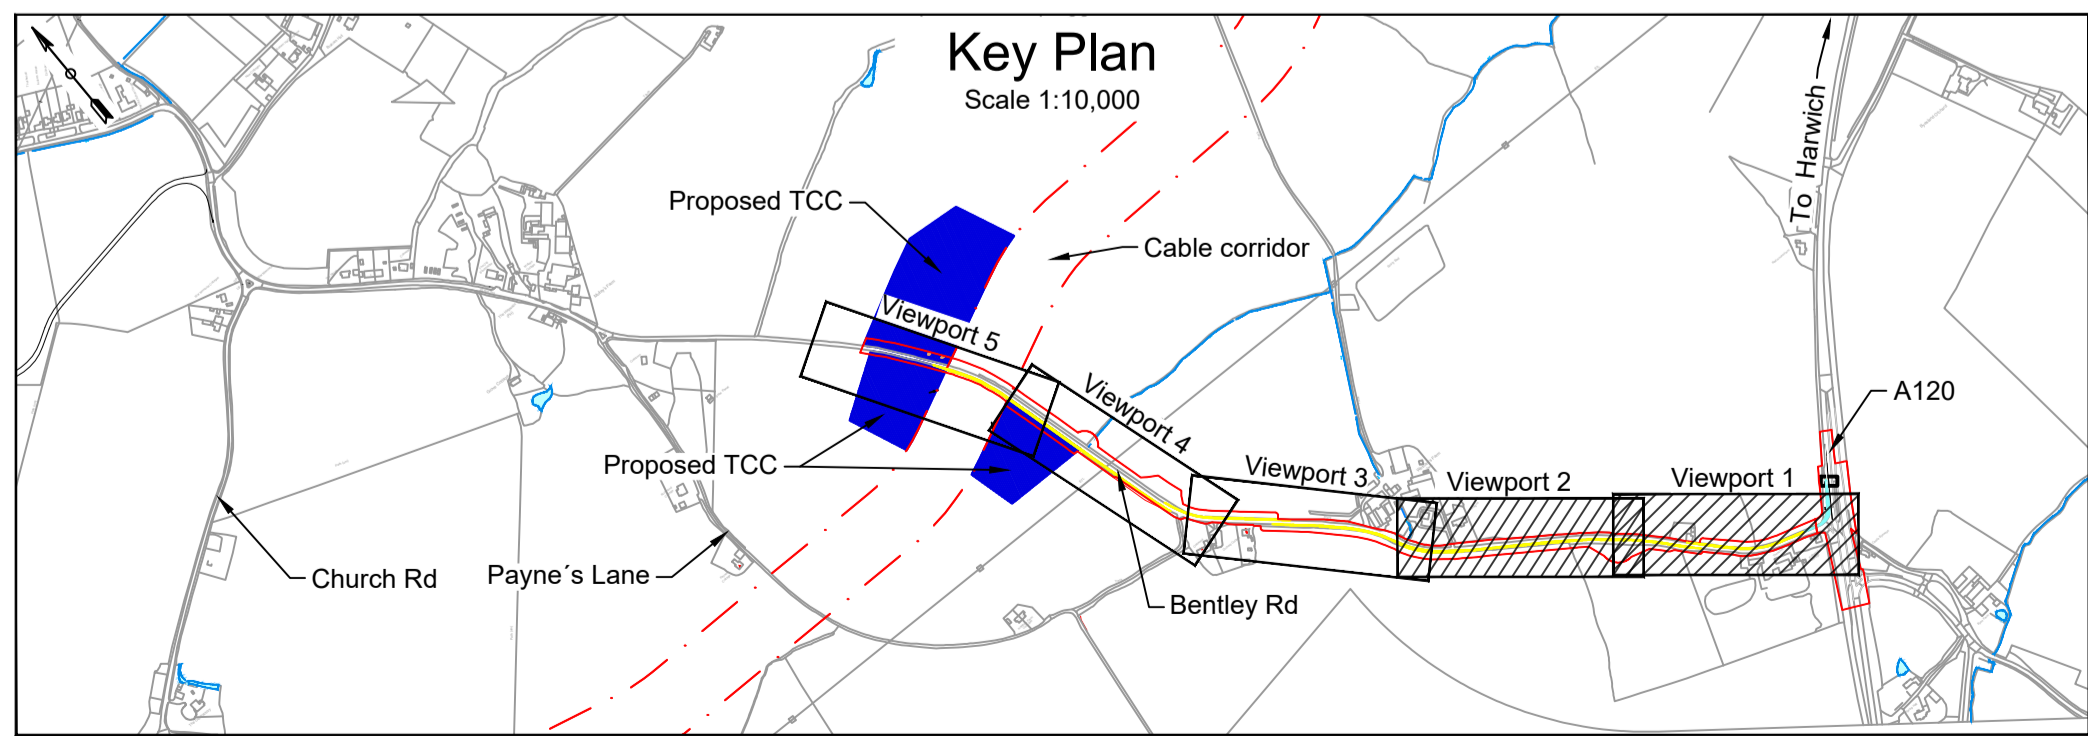 Key Plan
Scale 1:10,000
To Harwich
Proposed TCC
Cable corridor
Viewport 5
Viewport 4
A120
Proposed TCC
Viewport 3
Viewport 2
Viewport 1
Church Rd
Payne´s Lane
Bentley Rd